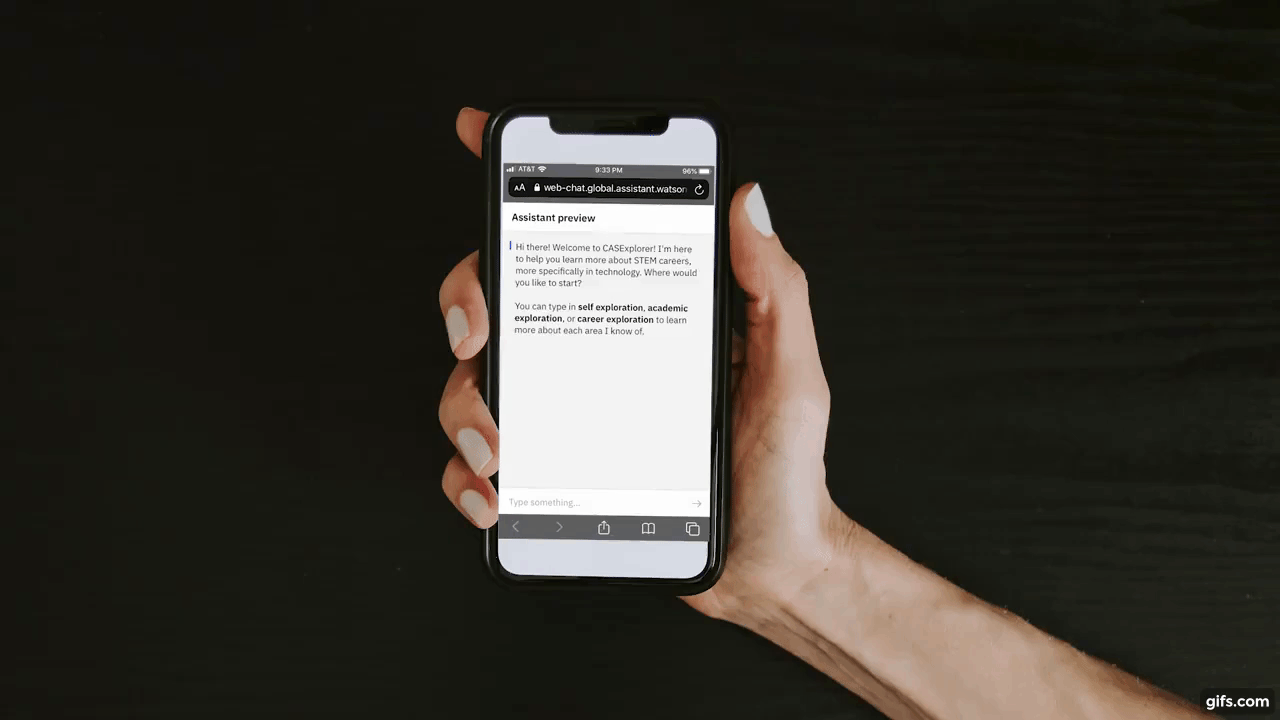 AT&T 9:33 PM 96%
AA web-chat.global.assistant.watson
Assistant preview
Hi there! Welcome to CASExplorer! I'm here
to help you learn more about STEM careers,
more specifically in technology. Where would
you like to start?
You can type in self exploration, academic
exploration, or career exploration to learn
more about each area I know of.
Type something...
gifs.com